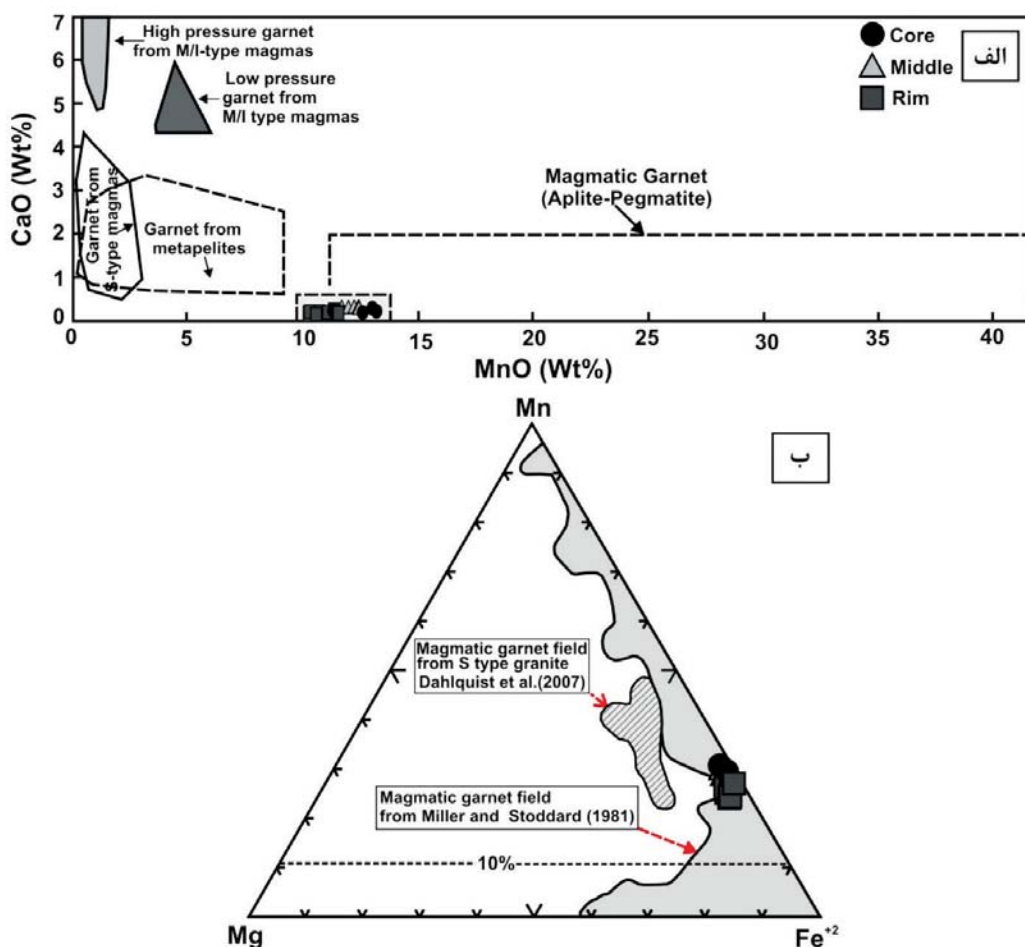 7
6
5
4
3
2
1
0
CaO (Wt%)
High pressure garnet
from M/I-type magmas
Low pressure
garnet from
M/I type magmas
Garnet from
S-type magmas
Garnet from
metapelites
Magmatic Garnet
(Aplite-Pegmatite)
Core
Middle
Rim
الف
0 5 10 15 20 25 30 35 40
MnO (Wt%)
Mn
ب
Magmatic garnet field
from S type granite
Dahlquist et al.(2007)
Magmatic garnet field
from Miller and Stoddard (1981)
10%
Mg
Fe+2